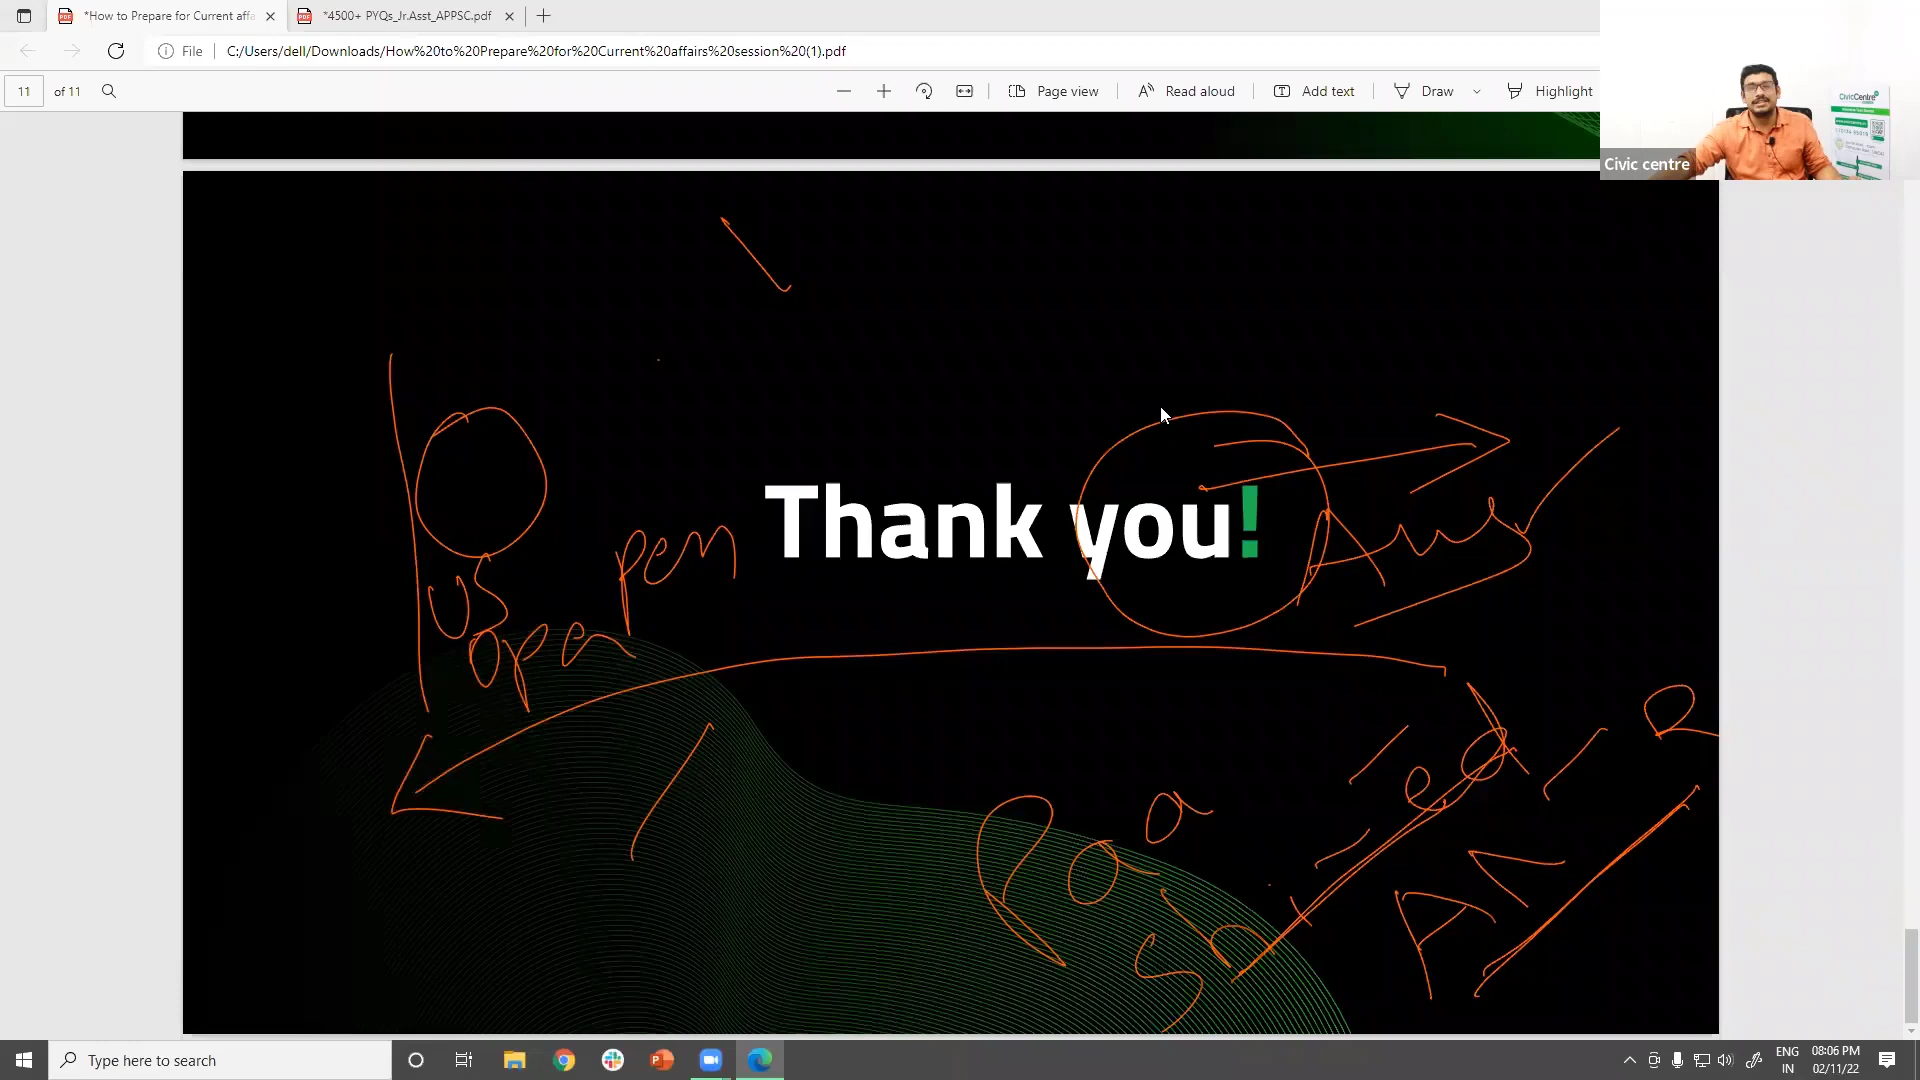 *How to Prepare for Current affa
*4500+ PYQs_Jr.Asst_APPSC.pdf
File
C:/Users/dell/Downloads/How%20to%20Prepare%20for%20Current%20affairs%20session%20(1).pdf
11 of 11
Page view
Read aloud
Add text
Draw
Highlight
CivicCentre
Civic centre
Thank you!
US
open
pen
Type here to search
ENG
IN
08:06 PM
02/11/22